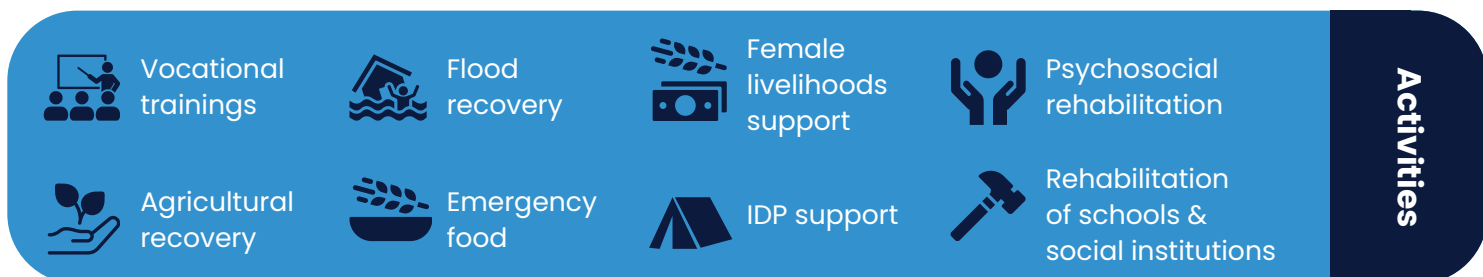 Vocational
trainings
Flood
recovery
Female
livelihoods
support
Psychosocial
rehabilitation
Agricultural
recovery
Emergency
food
IDP support
Rehabilitation
of schools &
social institutions
Activities